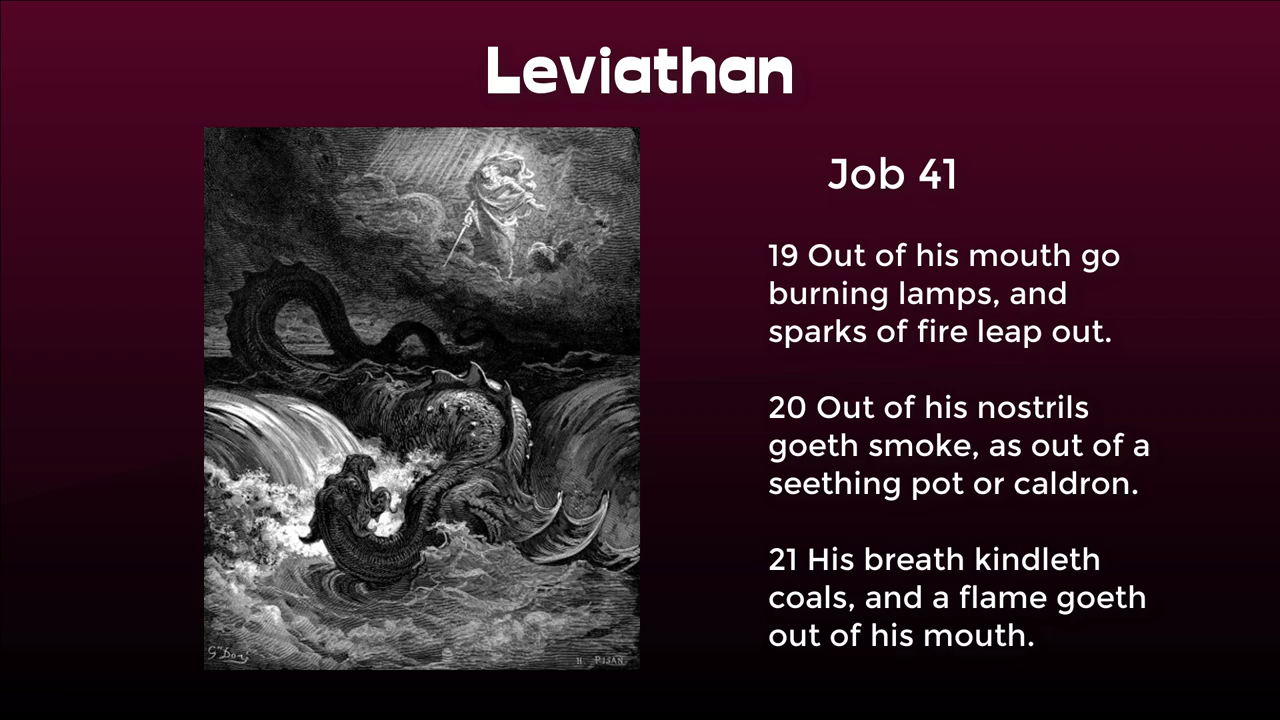 Leviathan
Job 41
19 Out of his mouth go
burning lamps, and
sparks of fire leap out.
20 Out of his nostrils
goeth smoke, as out of a
seething pot or caldron.
21 His breath kindleth
coals, and a flame goeth
out of his mouth.
G. Doré
H. PISAN